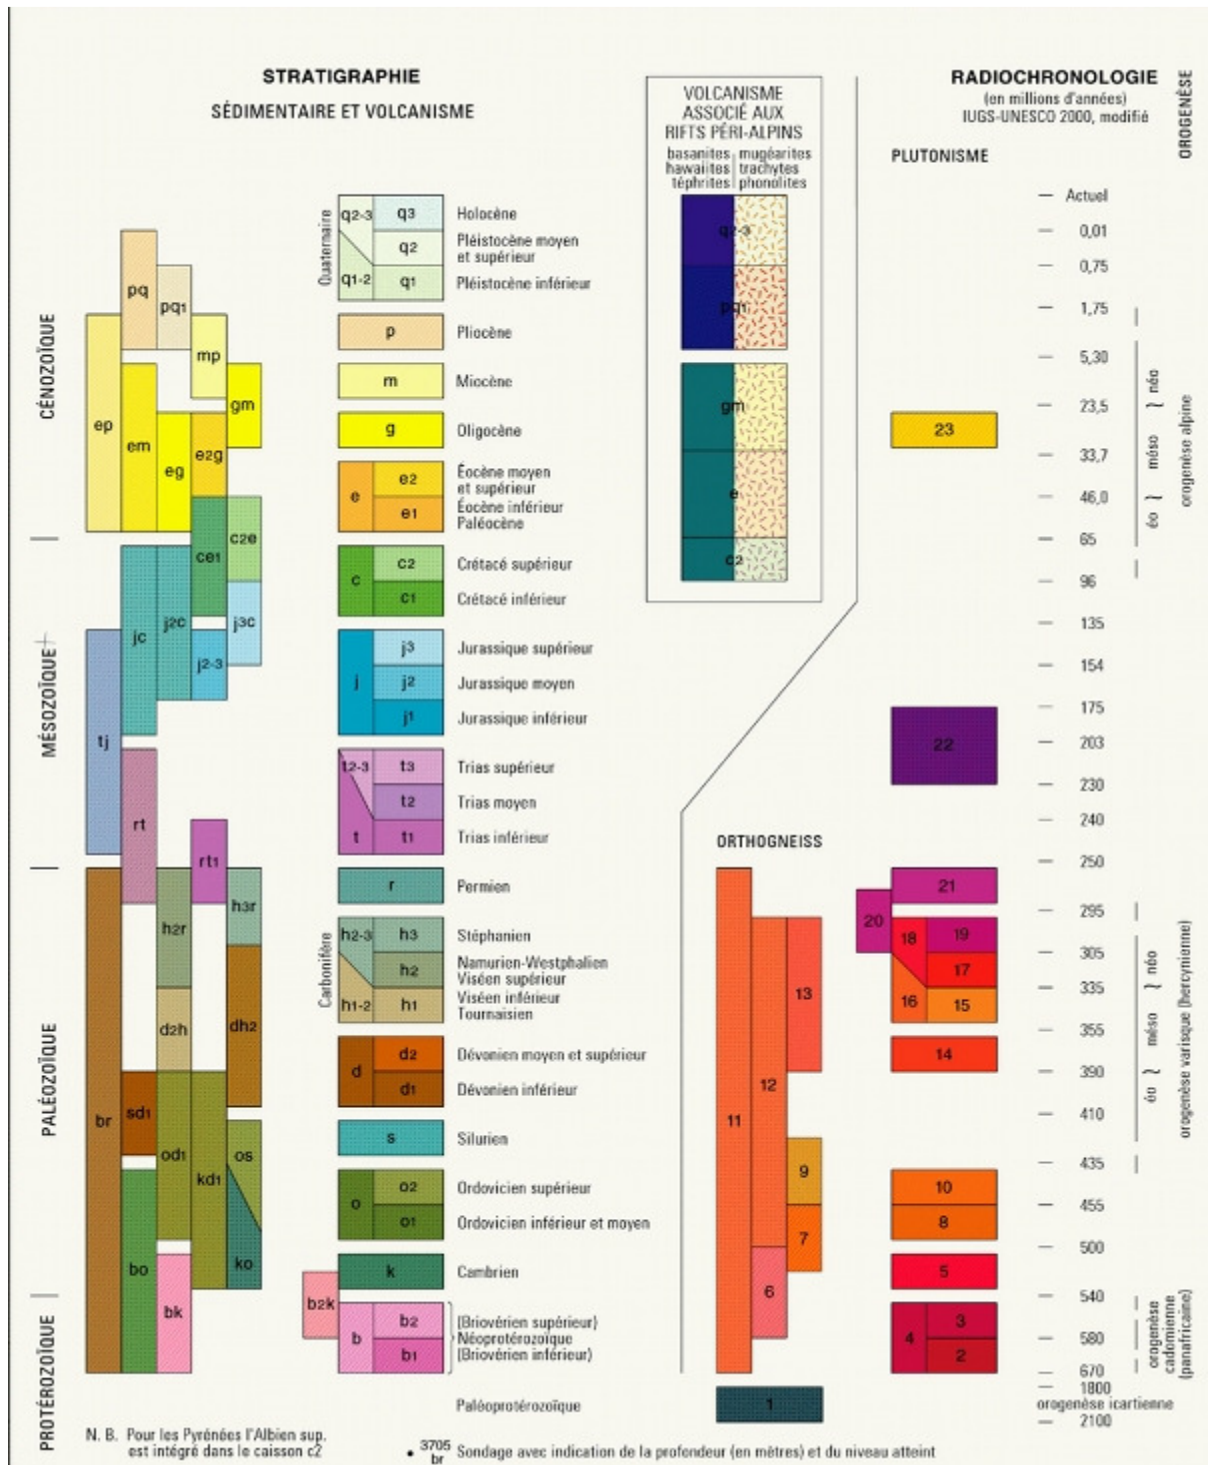 STRATIGRAPHIE
SÉDIMENTAIRE ET VOLCANISME
VOLCANISME
ASSOCIÉ AUX
RIFTS PÉRI-ALPINS
basanites mugéarites
hawaiites trachytes
téphrites phonolites
RADIOCHRONOLOGIE
(en millions d'années)
IUGS-UNESCO 2000, modifié
PLUTONISME
OROGENÈSE
CÉNOZOÏQUE
MÉSOZOÏQUE
PALÉOZOÏQUE
PROTÉROZOÏQUE
pq
pq1
mp
gm
ep
em
eg
e2g
ce1
c2e
jc
j2c
j2-3
j3c
tj
rt
rt1
h2r
h3r
d2h
dh2
br
sd1
od1
kd1
os
ko
bo
bk
b2k
Quaternaire
q2-3 q3 Holocène
q2 Pléistocène moyen
et supérieur
q1-2 q1 Pléistocène inférieur
p Pliocène
m Miocène
g Oligocène
e e2 Éocène moyen
et supérieur
e1 Éocène inférieur
Paléocène
c c2 Crétacé supérieur
c1 Crétacé inférieur
j j3 Jurassique supérieur
j2 Jurassique moyen
j1 Jurassique inférieur
t2-3 t3 Trias supérieur
t2 Trias moyen
t t1 Trias inférieur
r Permien
Carbonifère
h2-3 h3 Stéphanien
h2 Namurien-Westphalien
Viséen supérieur
h1-2 h1 Viséen inférieur
Tournaisien
d d2 Dévonien moyen et supérieur
d1 Dévonien inférieur
s Silurien
o o2 Ordovicien supérieur
o1 Ordovicien inférieur et moyen
k Cambrien
b b2 (Briovérien supérieur)
Néoprotérozoïque
b1 (Briovérien inférieur)
Paléoprotérozoïque
q2-3
pq1
gm
e
c2
ORTHOGNEISS
11
12
13
9
7
6
1
23
22
21
20
18 19
17
16 15
14
10
8
5
4 3
2
Actuel
0,01
0,75
1,75
5,30
23,5
33,7
46,0
65
96
135
154
175
203
230
240
250
295
305
335
355
390
410
435
455
500
540
580
670
1800
orogenèse icartienne
2100
éo ~ méso ~ néo
orogenèse alpine
éo ~ méso ~ néo
orogenèse varisque (hercynienne)
orogenèse
cadomienne
(panafricaine)
N. B. Pour les Pyrénées l'Albien sup.
est intégré dans le caisson c2
• 3705
br Sondage avec indication de la profondeur (en mètres) et du niveau atteint